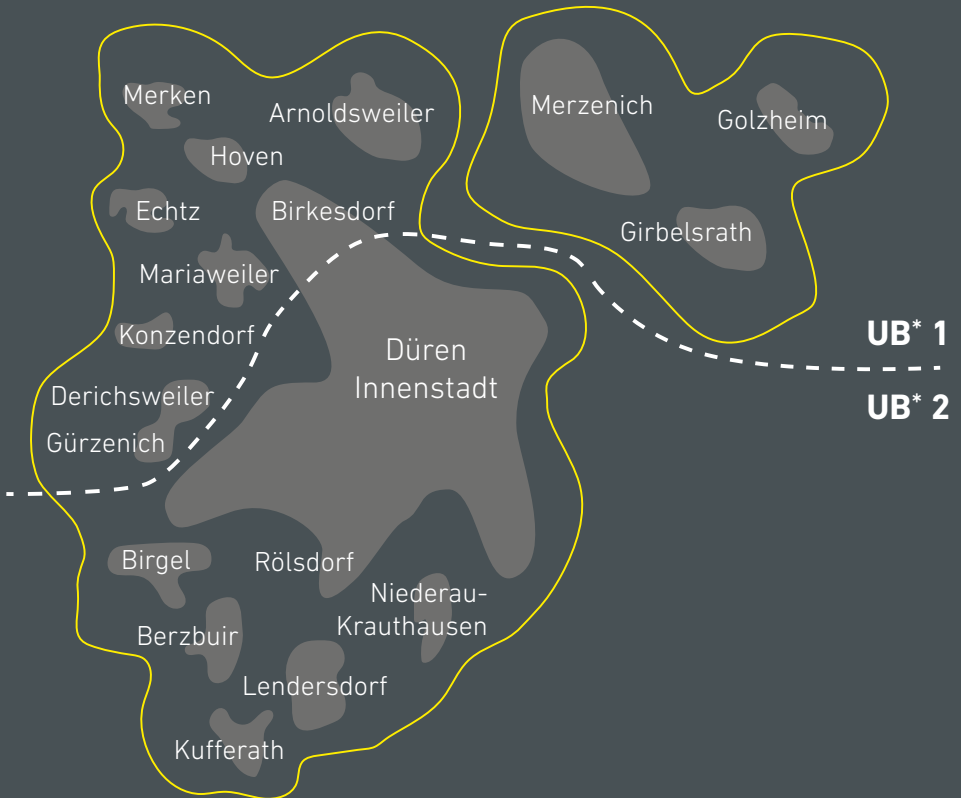 Merken
Arnoldsweiler
Hoven
Echtz
Birkesdorf
Mariaweiler
Konzendorf
Derichsweiler
Gürzenich
Düren
Innenstadt
Merzenich
Golzheim
Girbelsrath
UB* 1
UB* 2
Birgel
Rölsdorf
Niederau-
Krauthausen
Berzbuir
Lendersdorf
Kufferath